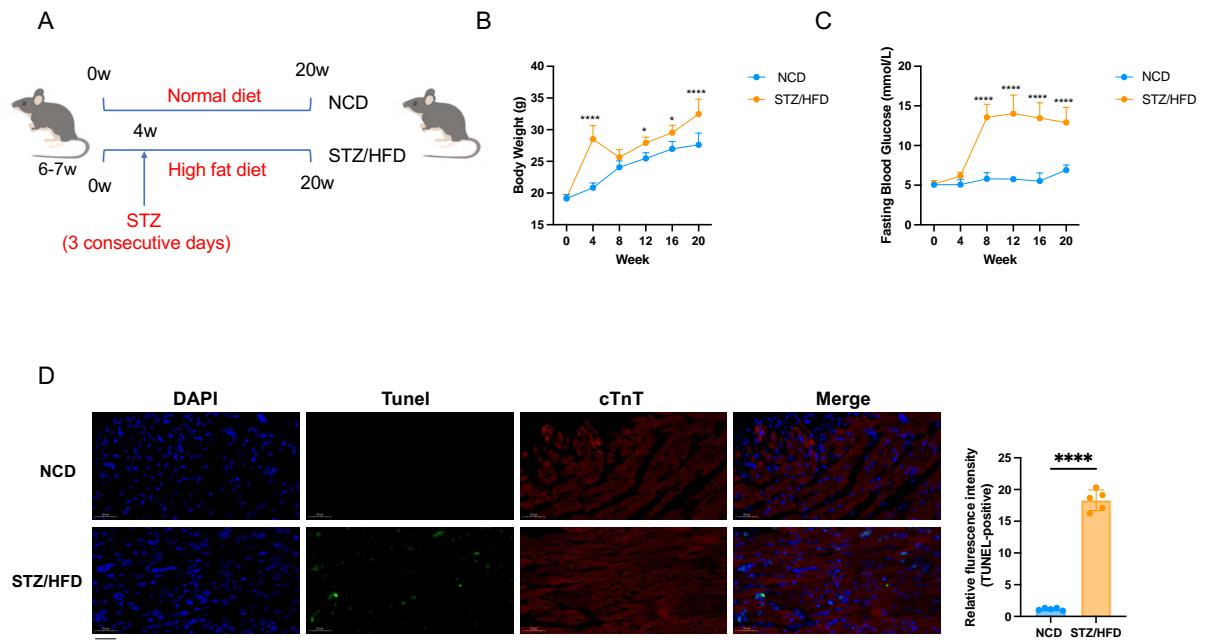 A
0w
20w
Normal diet
NCD
4w
STZ/HFD
High fat diet
6-7w
0w
20w
STZ
(3 consecutive days)
B
NCD
STZ/HFD
Body Weight (g)
35
30
25
20
15
****
*
*
****
0 4 8 12 16 20
Week
C
NCD
STZ/HFD
Fasting Blood Glucose (mmol/L)
20
15
10
5
0
****
****
****
****
0 4 8 12 16 20
Week
D
DAPI Tunel cTnT Merge
NCD
STZ/HFD
Relative flurescence intensity
(TUNEL-positive)
25
20
15
10
5
0
****
NCD STZ/HFD